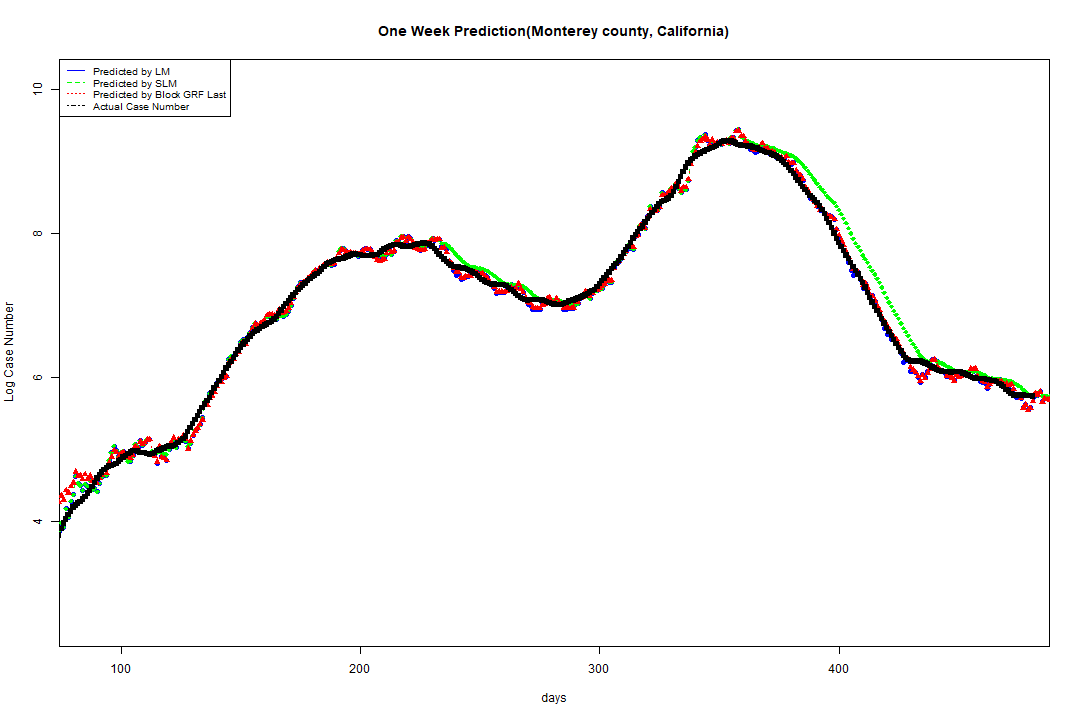 One Week Prediction(Monterey county, California)
Predicted by LM
Predicted by SLM
Predicted by Block GRF Last
Actual Case Number
10
8
6
4
Log Case Number
100 200 300 400
days